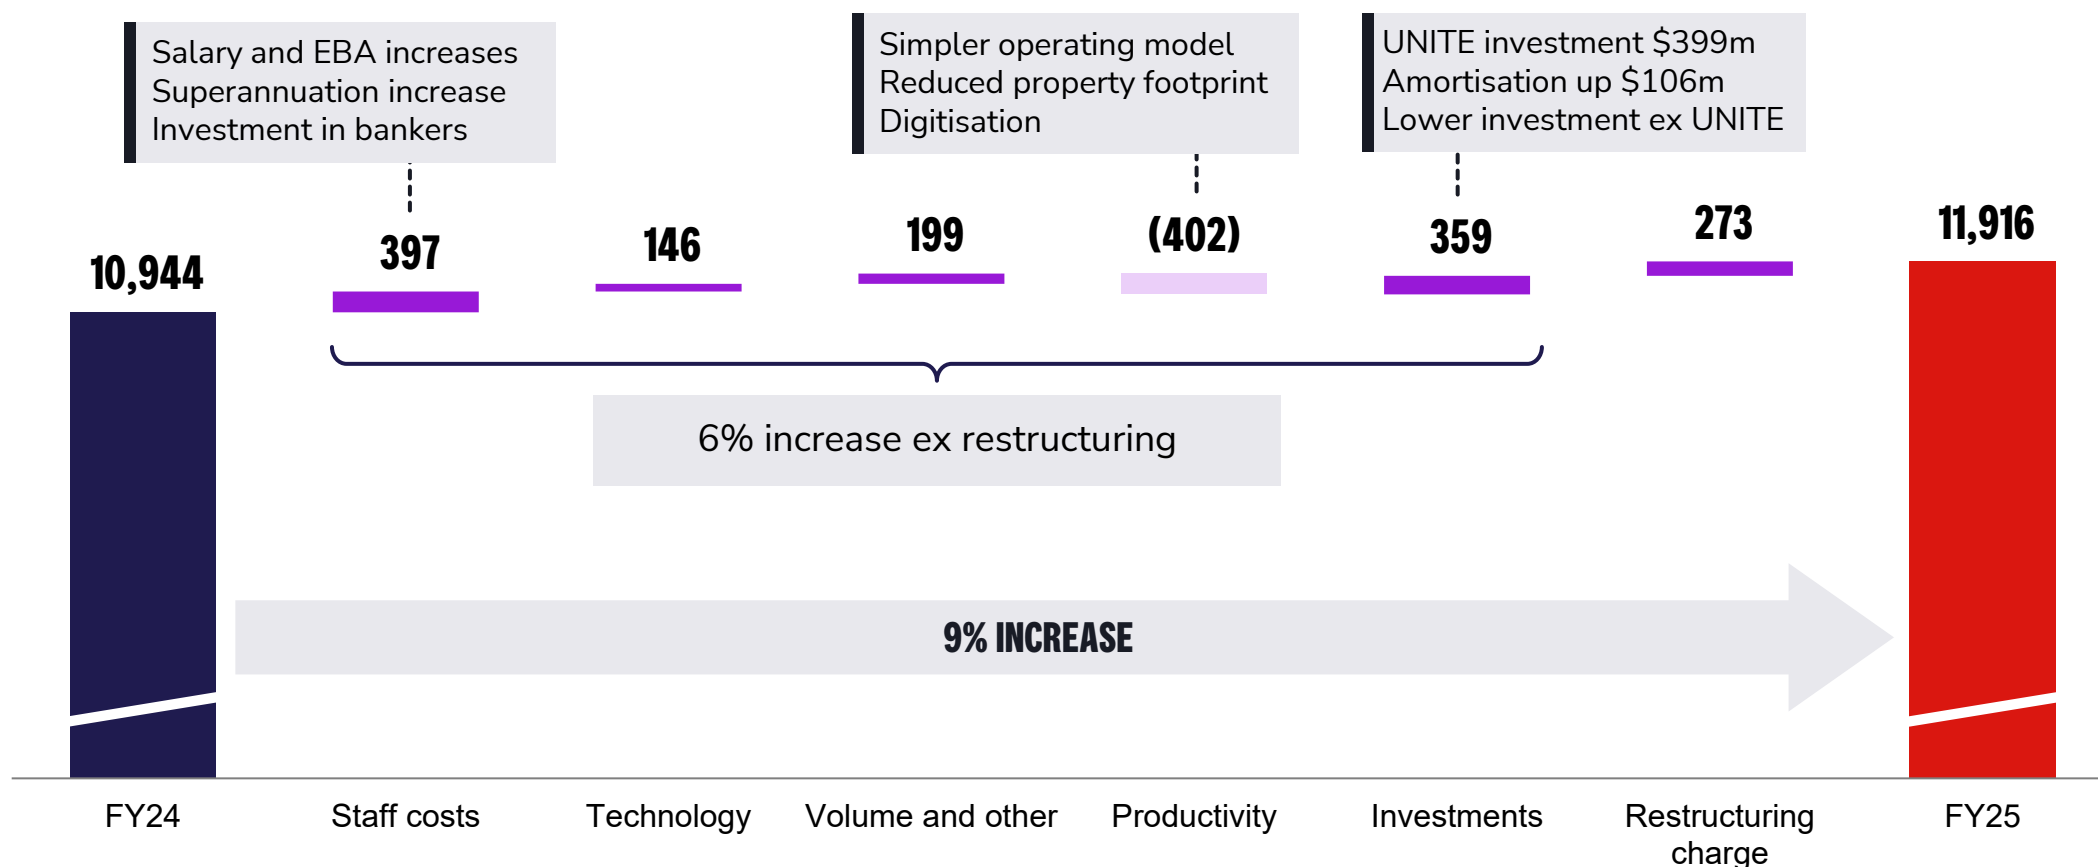 Salary and EBA increases
Superannuation increase
Investment in bankers
Simpler operating model
Reduced property footprint
Digitisation
UNITE investment $399m
Amortisation up $106m
Lower investment ex UNITE
10,944
397
146
199
(402)
359
273
11,916
6% increase ex restructuring
9% INCREASE
FY24
Staff costs
Technology
Volume and other
Productivity
Investments
Restructuring
charge
FY25